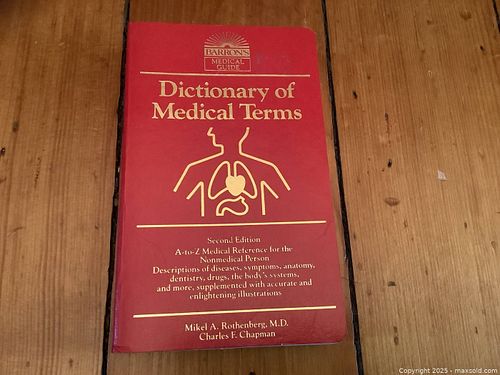 BARRON'S
MEDICAL
GUIDE
Dictionary of
Medical Terms
Second Edition
A-to-Z Medical Reference for the
Nonmedical Person
Descriptions of diseases, symptoms, anatomy,
dentistry, drugs, the body's systems,
and more, supplemented with accurate and
enlightening illustrations
Mikel A. Rothenberg, M.D.
Charles F. Chapman
Copyright 2025 - maxsold.com